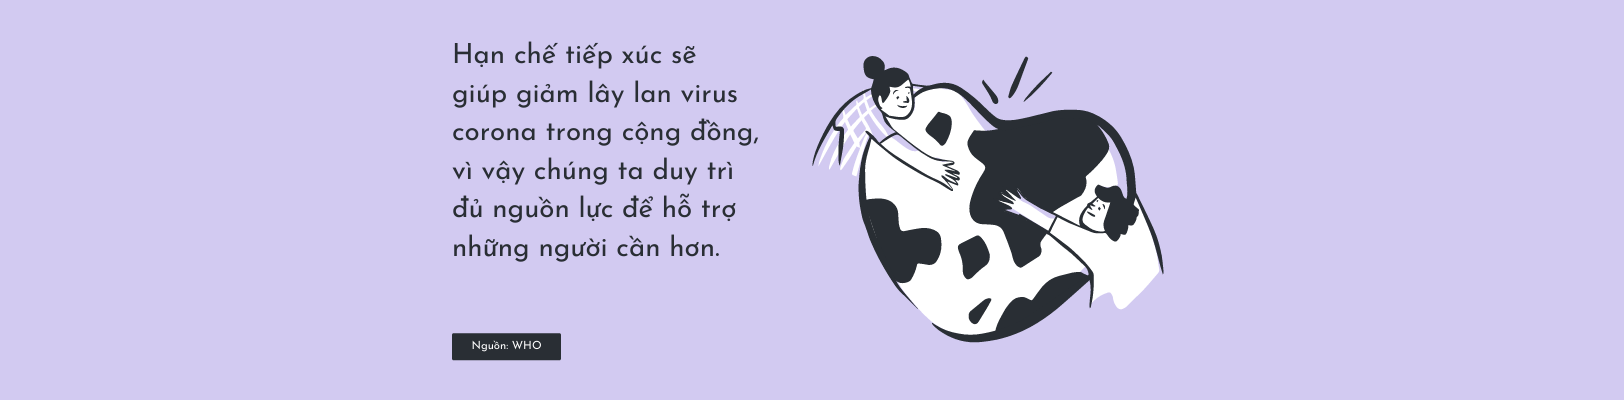 Hạn chế tiếp xúc sẽ
giúp giảm lây lan virus
corona trong cộng đồng,
vì vậy chúng ta duy trì
đủ nguồn lực để hỗ trợ
những người cần hơn.
Nguồn: WHO